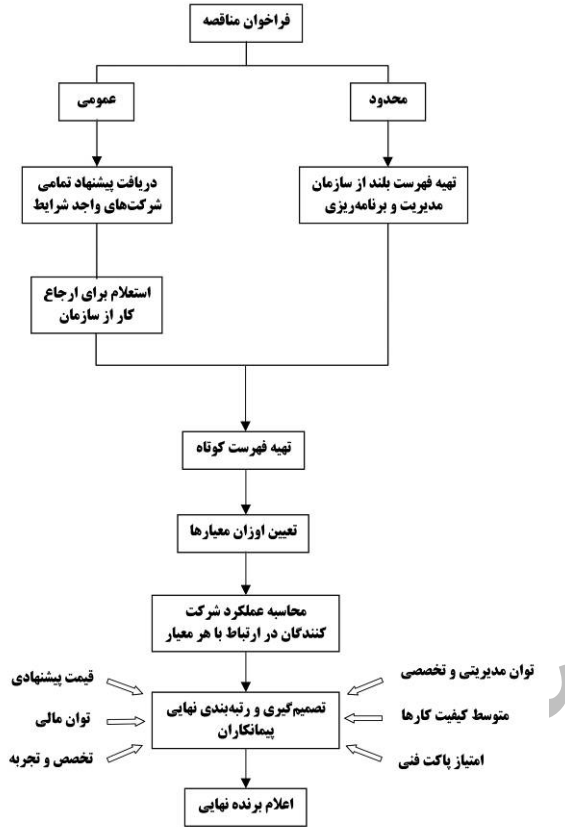 فراخوان مناقصه
محدود
عمومی
تهیه فهرست بلند از سازمان
مدیریت و برنامه‌ریزی
دریافت پیشنهاد تمامی
شرکت‌های واجد شرایط
استعلام برای ارجاع
کار از سازمان
تهیه فهرست کوتاه
تعیین اوزان معیارها
محاسبه عملکرد شرکت
کنندگان در ارتباط با هر معیار
توان مدیریتی و تخصصی
متوسط کیفیت کارها
امتیاز پاکت فنی
تصمیم‌گیری و رتبه‌بندی نهایی
پیمانکاران
قیمت پیشنهادی
توان مالی
تخصص و تجربه
اعلام برنده نهایی